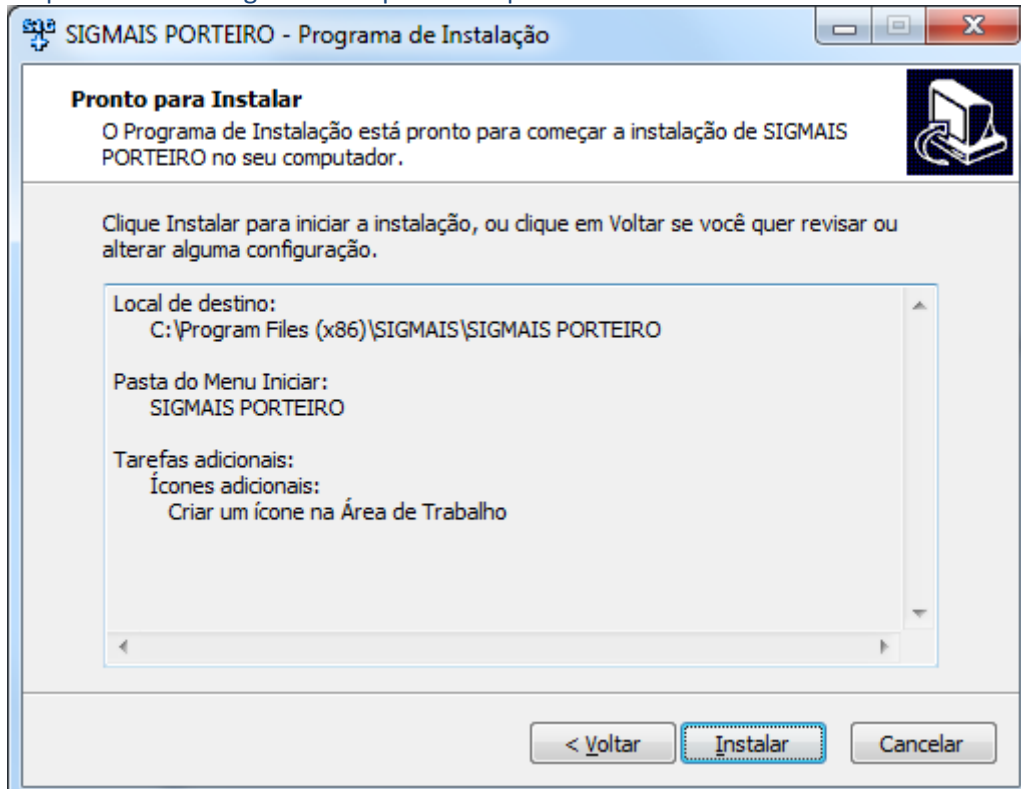 SIGMAIS PORTEIRO - Programa de Instalação
Pronto para Instalar
O Programa de Instalação está pronto para começar a instalação de SIGMAIS
PORTEIRO no seu computador.
Clique Instalar para iniciar a instalação, ou clique em Voltar se você quer revisar ou
alterar alguma configuração.
Local de destino:
C:\Program Files (x86)\SIGMAIS\SIGMAIS PORTEIRO
Pasta do Menu Iniciar:
SIGMAIS PORTEIRO
Tarefas adicionais:
Ícones adicionais:
Criar um ícone na Área de Trabalho
< Voltar
Instalar
Cancelar